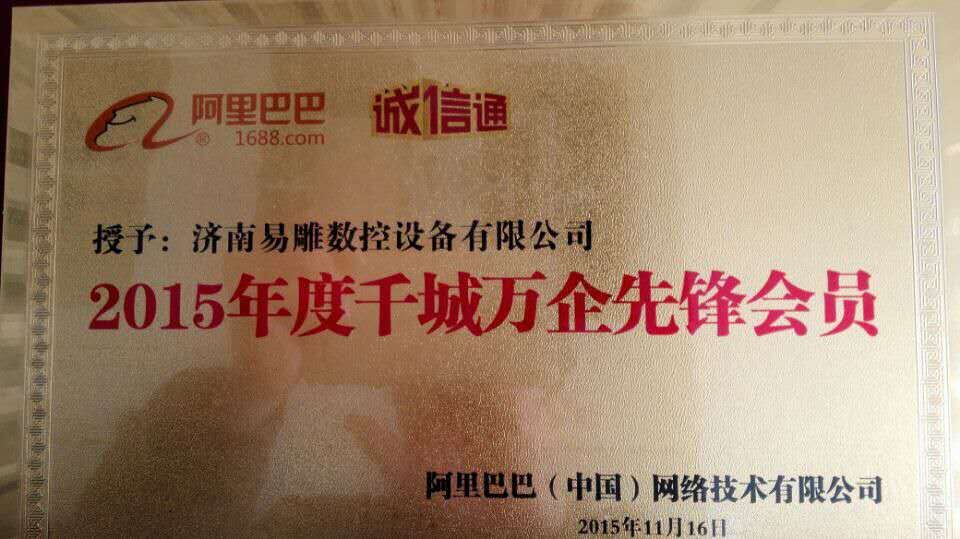 阿里巴巴 诚信通
® 1688.com
授予：济南易雕数控设备有限公司
2015年度千城万企先锋会员
阿里巴巴（中国）网络技术有限公司
2015年11月16日